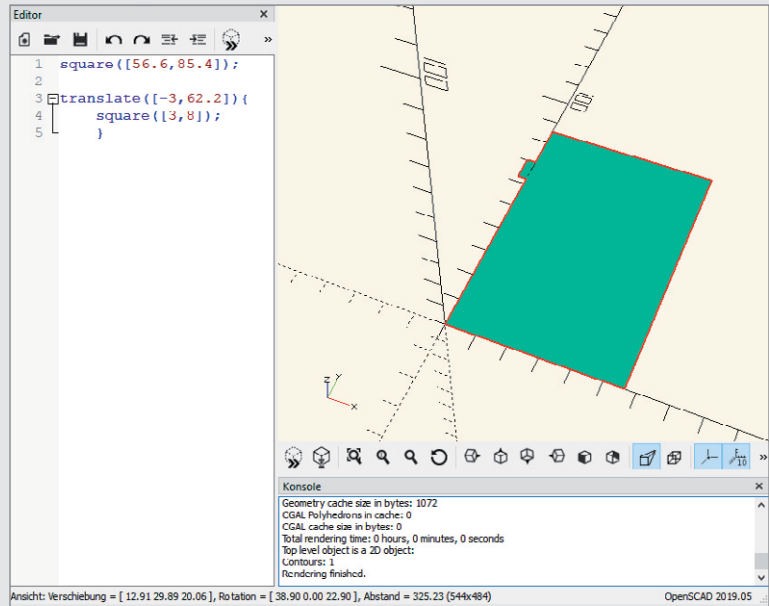 Editor
1 square([56.6,85.4]);
2
3 translate([-3,62.2]){
4 square([3,8]);
5 }
100
100
z
y
x
10
Konsole
Geometry cache size in bytes: 1072
CGAL Polyhedrons in cache: 0
CGAL cache size in bytes: 0
Total rendering time: 0 hours, 0 minutes, 0 seconds
Top level object is a 2D object:
Contours: 1
Rendering finished.
Ansicht: Verschiebung = [ 12.91 29.89 20.06 ], Rotation = [ 38.90 0.00 22.90 ], Abstand = 325.23 (544x484) OpenSCAD 2019.05